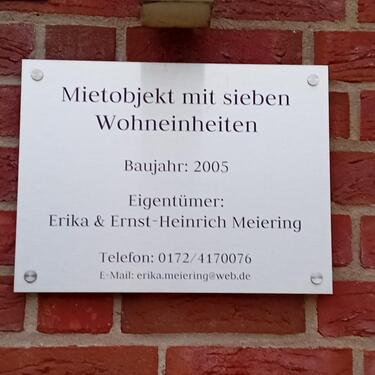 Mietobjekt mit sieben
Wohneinheiten
Baujahr: 2005
Eigentümer:
Erika & Ernst-Heinrich Meiering
Telefon: 0172/4170076
E-Mail: erika.meiering@web.de